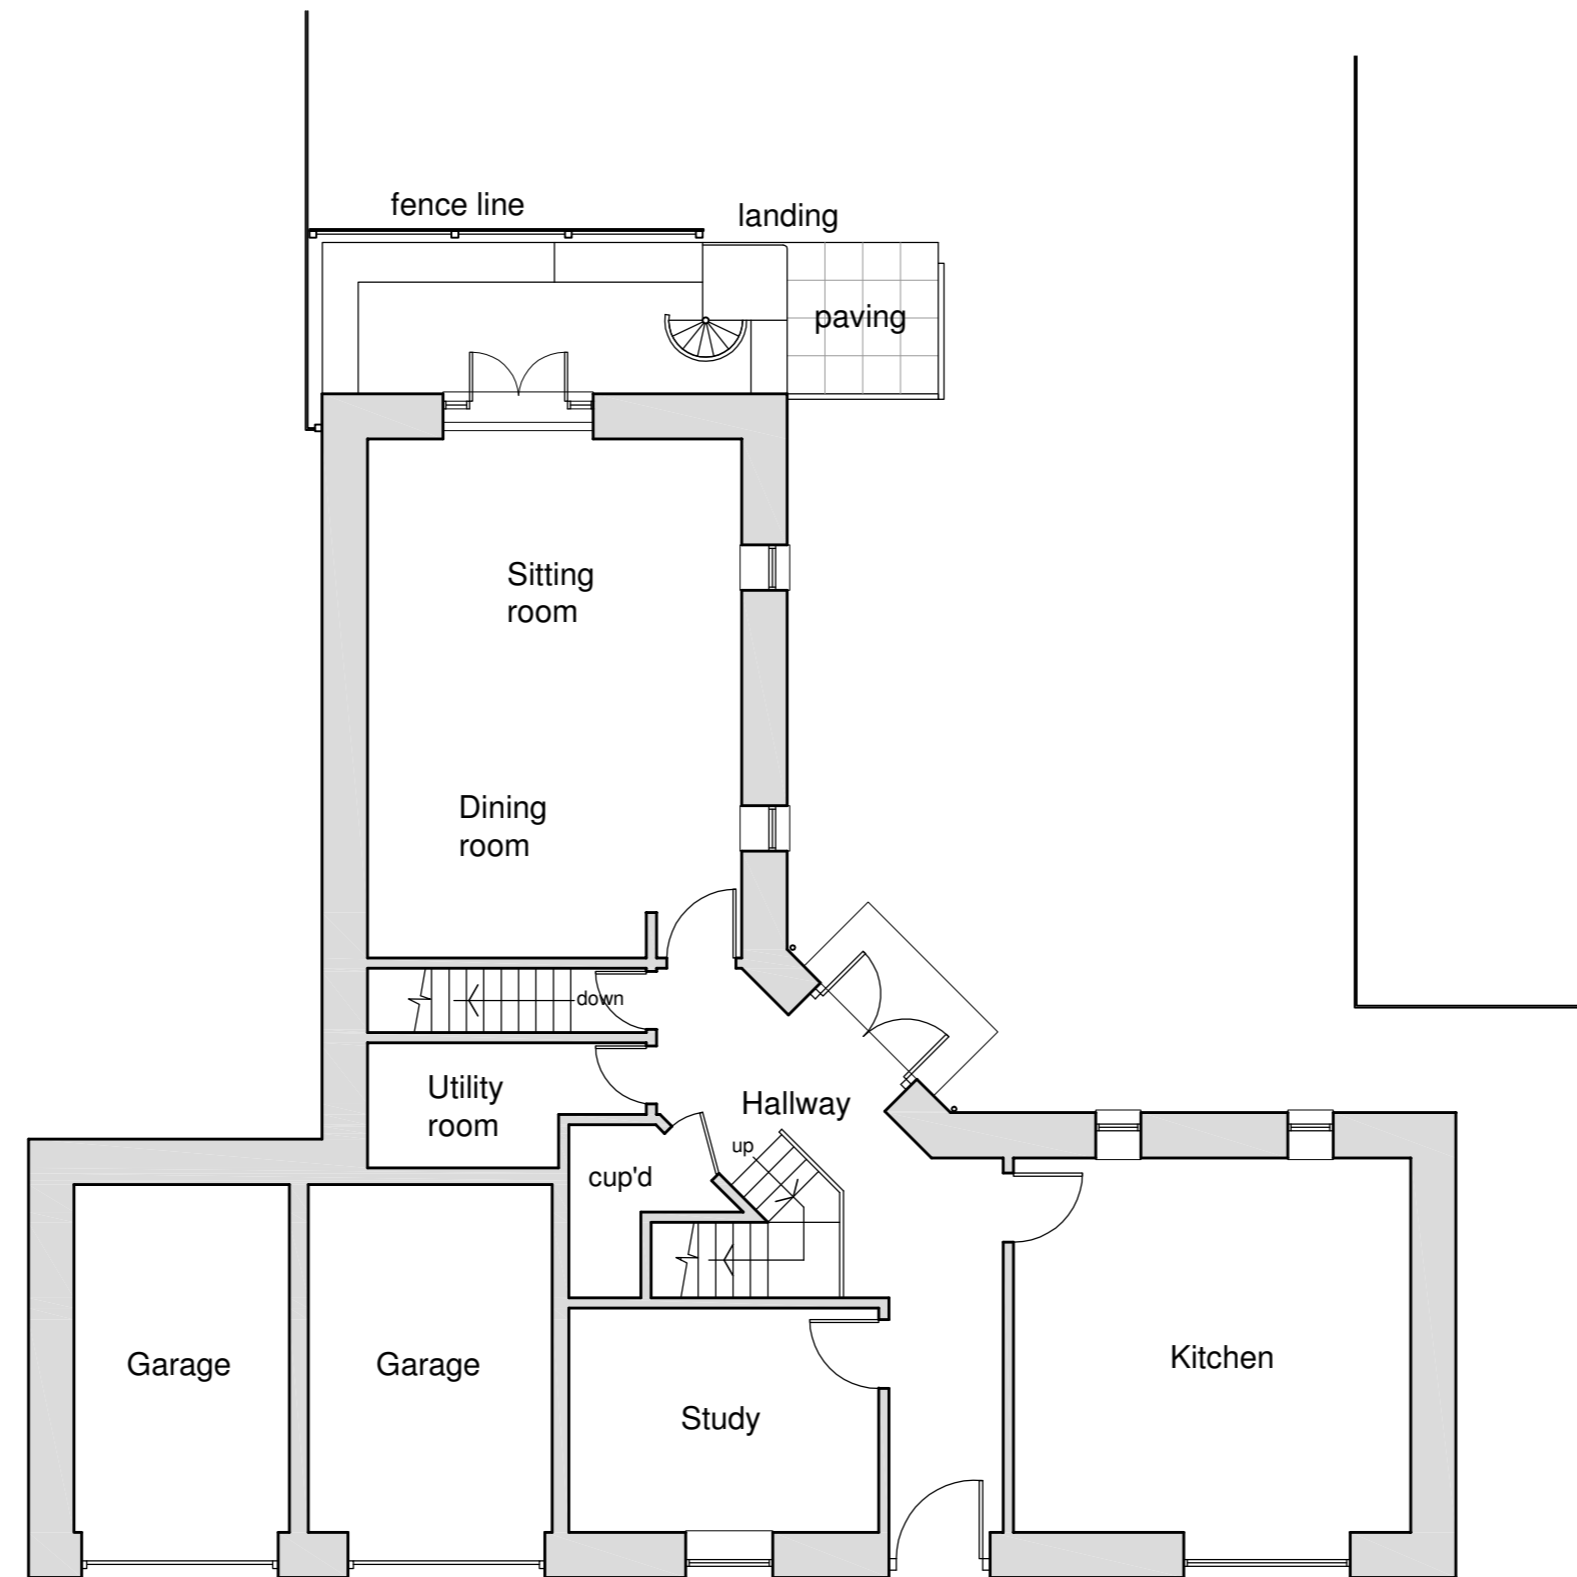 fence line
landing
paving
Sitting
room
Dining
room
down
Utility
room
Hallway
up
cup'd
Garage
Garage
Study
Kitchen